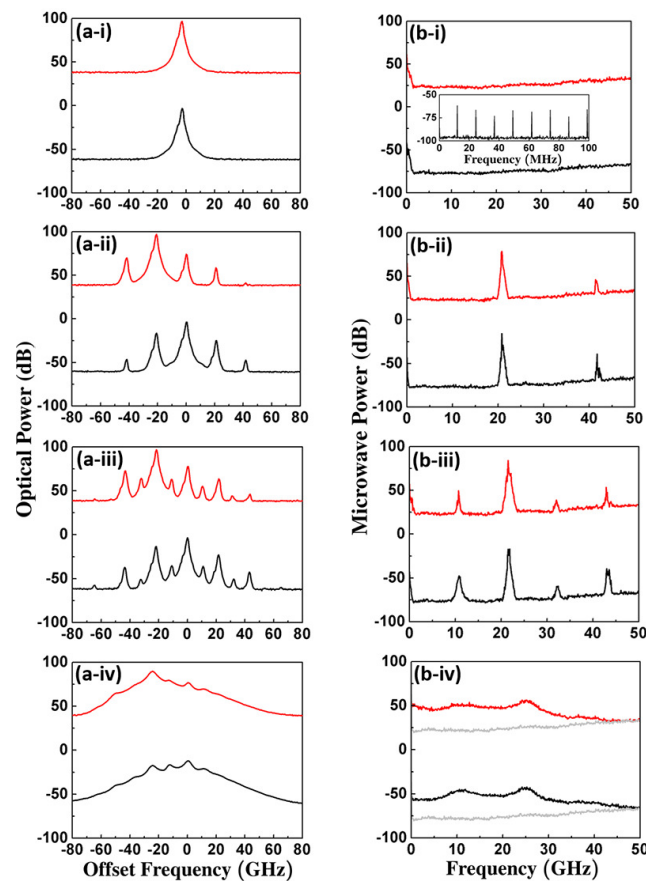 (a-i)
100
50
0
-50
-100
-80 -60 -40 -20 0 20 40 60 80
(b-i)
100
50
0
-50
-100
-50
-75
-100
0 20 40 60 80 100
Frequency (MHz)
0 10 20 30 40 50
(a-ii)
100
50
0
-50
-100
-80 -60 -40 -20 0 20 40 60 80
(b-ii)
100
50
0
-50
-100
0 10 20 30 40 50
Optical Power (dB)
Microwave Power (dB)
(a-iii)
100
50
0
-50
-100
-80 -60 -40 -20 0 20 40 60 80
(b-iii)
100
50
0
-50
-100
0 10 20 30 40 50
(a-iv)
100
50
0
-50
-100
-80 -60 -40 -20 0 20 40 60 80
Offset Frequency (GHz)
(b-iv)
100
50
0
-50
-100
0 10 20 30 40 50
Frequency (GHz)